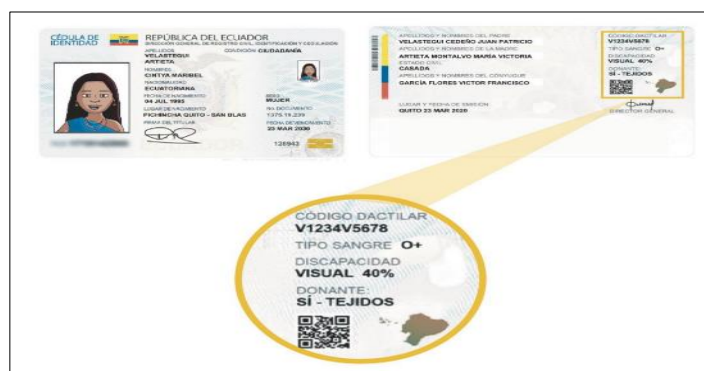 CÉDULA DE
IDENTIDAD
REPÚBLICA DEL ECUADOR
DIRECCIÓN GENERAL DE REGISTRO CIVIL, IDENTIFICACIÓN Y CEDULACIÓN
APELLIDOS
CONDICIÓN CIUDADANÍA
VELASTEGUI
ARTIETA
NOMBRES
CINTYA MARIBEL
NACIONALIDAD
ECUATORIANA
FECHA DE NACIMIENTO
04 JUL 1995
SEXO
MUJER
LUGAR DE NACIMIENTO
PICHINCHA QUITO - SAN BLAS
No. DOCUMENTO
FIRMA DEL TITULAR
FECHA DE VENCIMIENTO
23 MAR 2030
APELLIDOS Y NOMBRES DEL PADRE
VELASTEGUI CEDEÑO JUAN PATRICIO
APELLIDOS Y NOMBRES DE LA MADRE
ARTIETA MONTALVO MARÍA VICTORIA
ESTADO CIVIL
CASADA
APELLIDOS Y NOMBRES DEL CÓNYUGUE
GARCÍA FLORES VICTOR FRANCISCO
LUGAR Y FECHA DE EMISIÓN
QUITO 23 MAR 2020
CÓDIGO DACTILAR
V1234V5678
TIPO SANGRE O+
DISCAPACIDAD
VISUAL 40%
DONANTE:
SÍ - TEJIDOS
DIRECTOR GENERAL
CÓDIGO DACTILAR
V1234V5678
TIPO SANGRE O+
DISCAPACIDAD
VISUAL 40%
DONANTE:
SÍ - TEJIDOS